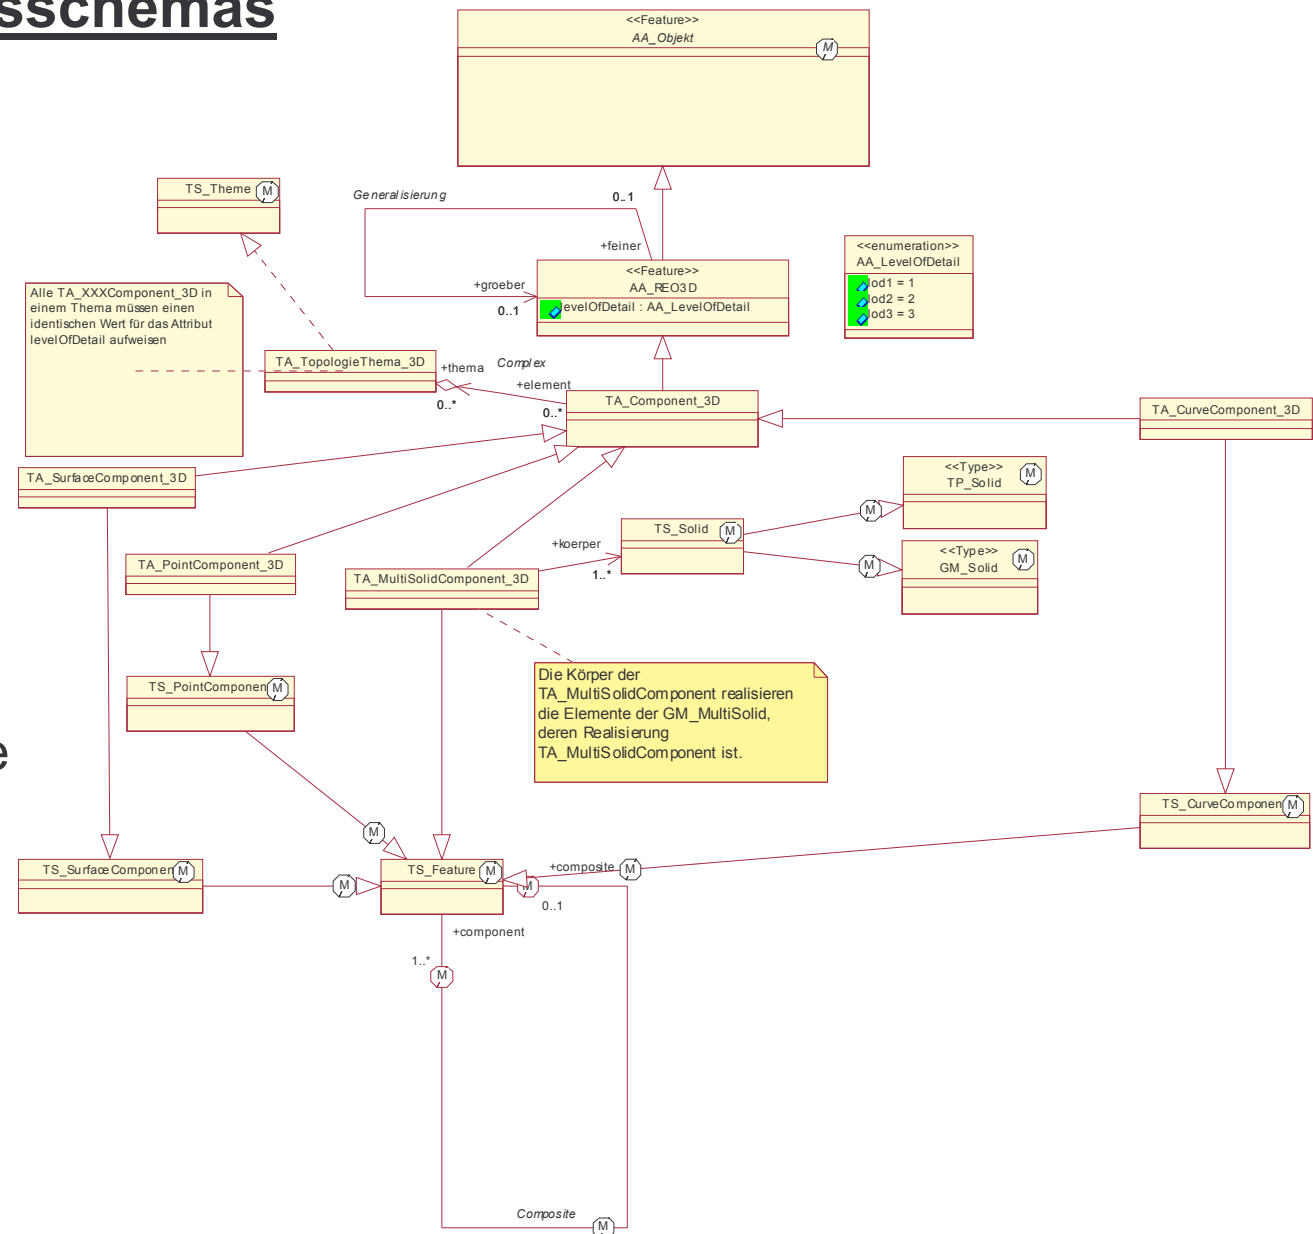 sschemas
<<Feature>>
AA_Objekt
M
TS_Theme
M
Generalisierung
0..1
+feiner
<<Feature>>
AA_REO3D
levelOfDetail : AA_LevelOfDetail
+groeber
0..1
<<enumeration>>
AA_LevelOfDetail
lod1 = 1
lod2 = 2
lod3 = 3
Alle TA_XXXComponent_3D in
einem Thema müssen einen
identischen Wert für das Attribut
levelOfDetail aufweisen
TA_TopologieThema_3D
+thema
Complex
+element
0..*
0..*
TA_Component_3D
TA_CurveComponent_3D
TA_SurfaceComponent_3D
<<Type>>
TP_Solid
M
M
TS_Solid
M
+koerper
1..*
<<Type>>
GM_Solid
M
M
TA_PointComponent_3D
TA_MultiSolidComponent_3D
Die Körper der
TA_MultiSolidComponent realisieren
die Elemente der GM_MultiSolid,
deren Realisierung
TA_MultiSolidComponent ist.
TS_PointComponen
M
e
TS_CurveComponen
M
M
TS_SurfaceComponen
M
M
TS_Feature
M
+composite
M
M
0..1
+component
1..*
M
Composite
M